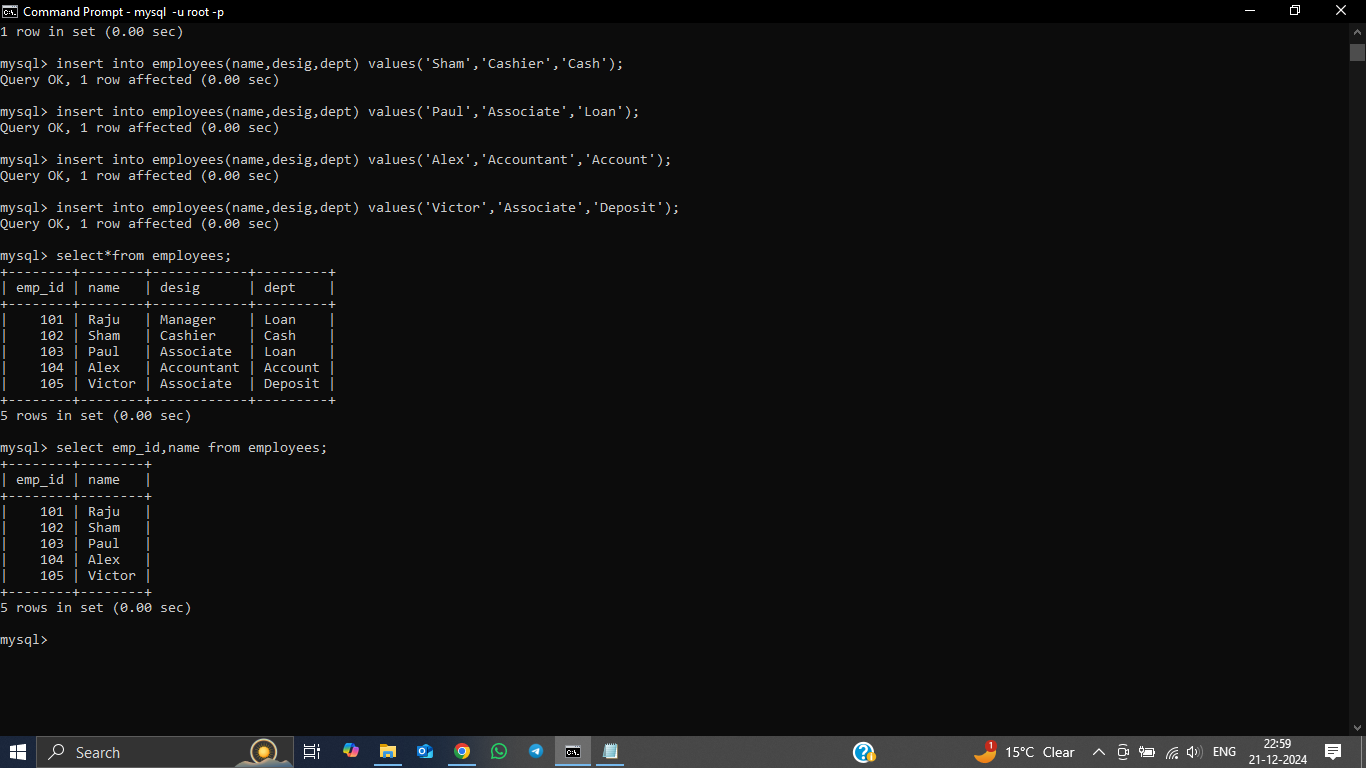 Command Prompt - mysql -u root -p
1 row in set (0.00 sec)
mysql> insert into employees(name,desig,dept) values('Sham','Cashier','Cash');
Query OK, 1 row affected (0.00 sec)
mysql> insert into employees(name,desig,dept) values('Paul','Associate','Loan');
Query OK, 1 row affected (0.00 sec)
mysql> insert into employees(name,desig,dept) values('Alex','Accountant','Account');
Query OK, 1 row affected (0.00 sec)
mysql> insert into employees(name,desig,dept) values('Victor','Associate','Deposit');
Query OK, 1 row affected (0.00 sec)
mysql> select*from employees;
+--------+--------+------------+---------+
| emp_id | name   | desig      | dept    |
+--------+--------+------------+---------+
|    101 | Raju   | Manager    | Loan    |
|    102 | Sham   | Cashier    | Cash    |
|    103 | Paul   | Associate  | Loan    |
|    104 | Alex   | Accountant | Account |
|    105 | Victor | Associate  | Deposit |
+--------+--------+------------+---------+
5 rows in set (0.00 sec)
mysql> select emp_id,name from employees;
+--------+--------+
| emp_id | name   |
+--------+--------+
|    101 | Raju   |
|    102 | Sham   |
|    103 | Paul   |
|    104 | Alex   |
|    105 | Victor |
+--------+--------+
5 rows in set (0.00 sec)
mysql>
Search
1
15°C Clear
ENG
22:59
21-12-2024